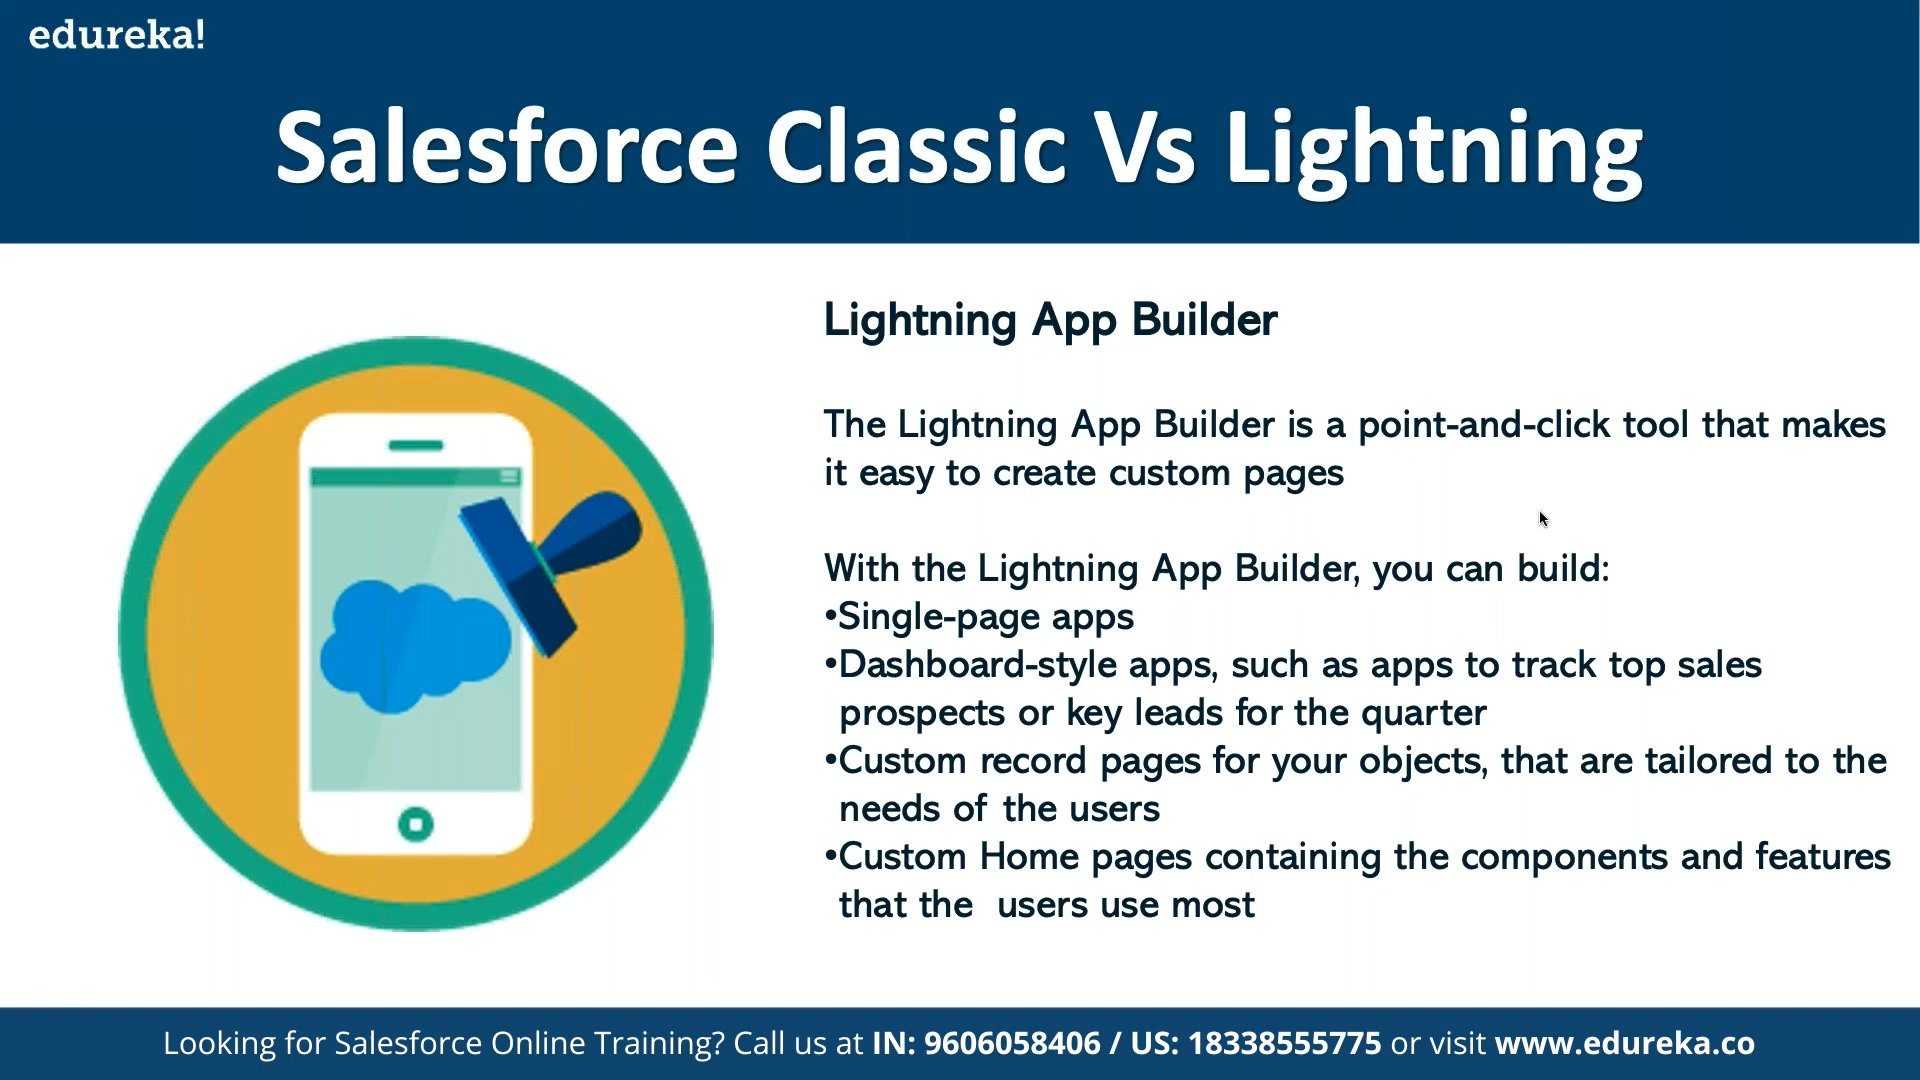 edureka!
Salesforce Classic Vs Lightning
Lightning App Builder
The Lightning App Builder is a point-and-click tool that makes
it easy to create custom pages
With the Lightning App Builder, you can build:
•Single-page apps
•Dashboard-style apps, such as apps to track top sales
prospects or key leads for the quarter
•Custom record pages for your objects, that are tailored to the
needs of the users
•Custom Home pages containing the components and features
that the users use most
Looking for Salesforce Online Training? Call us at IN: 9606058406 / US: 18338555775 or visit www.edureka.co